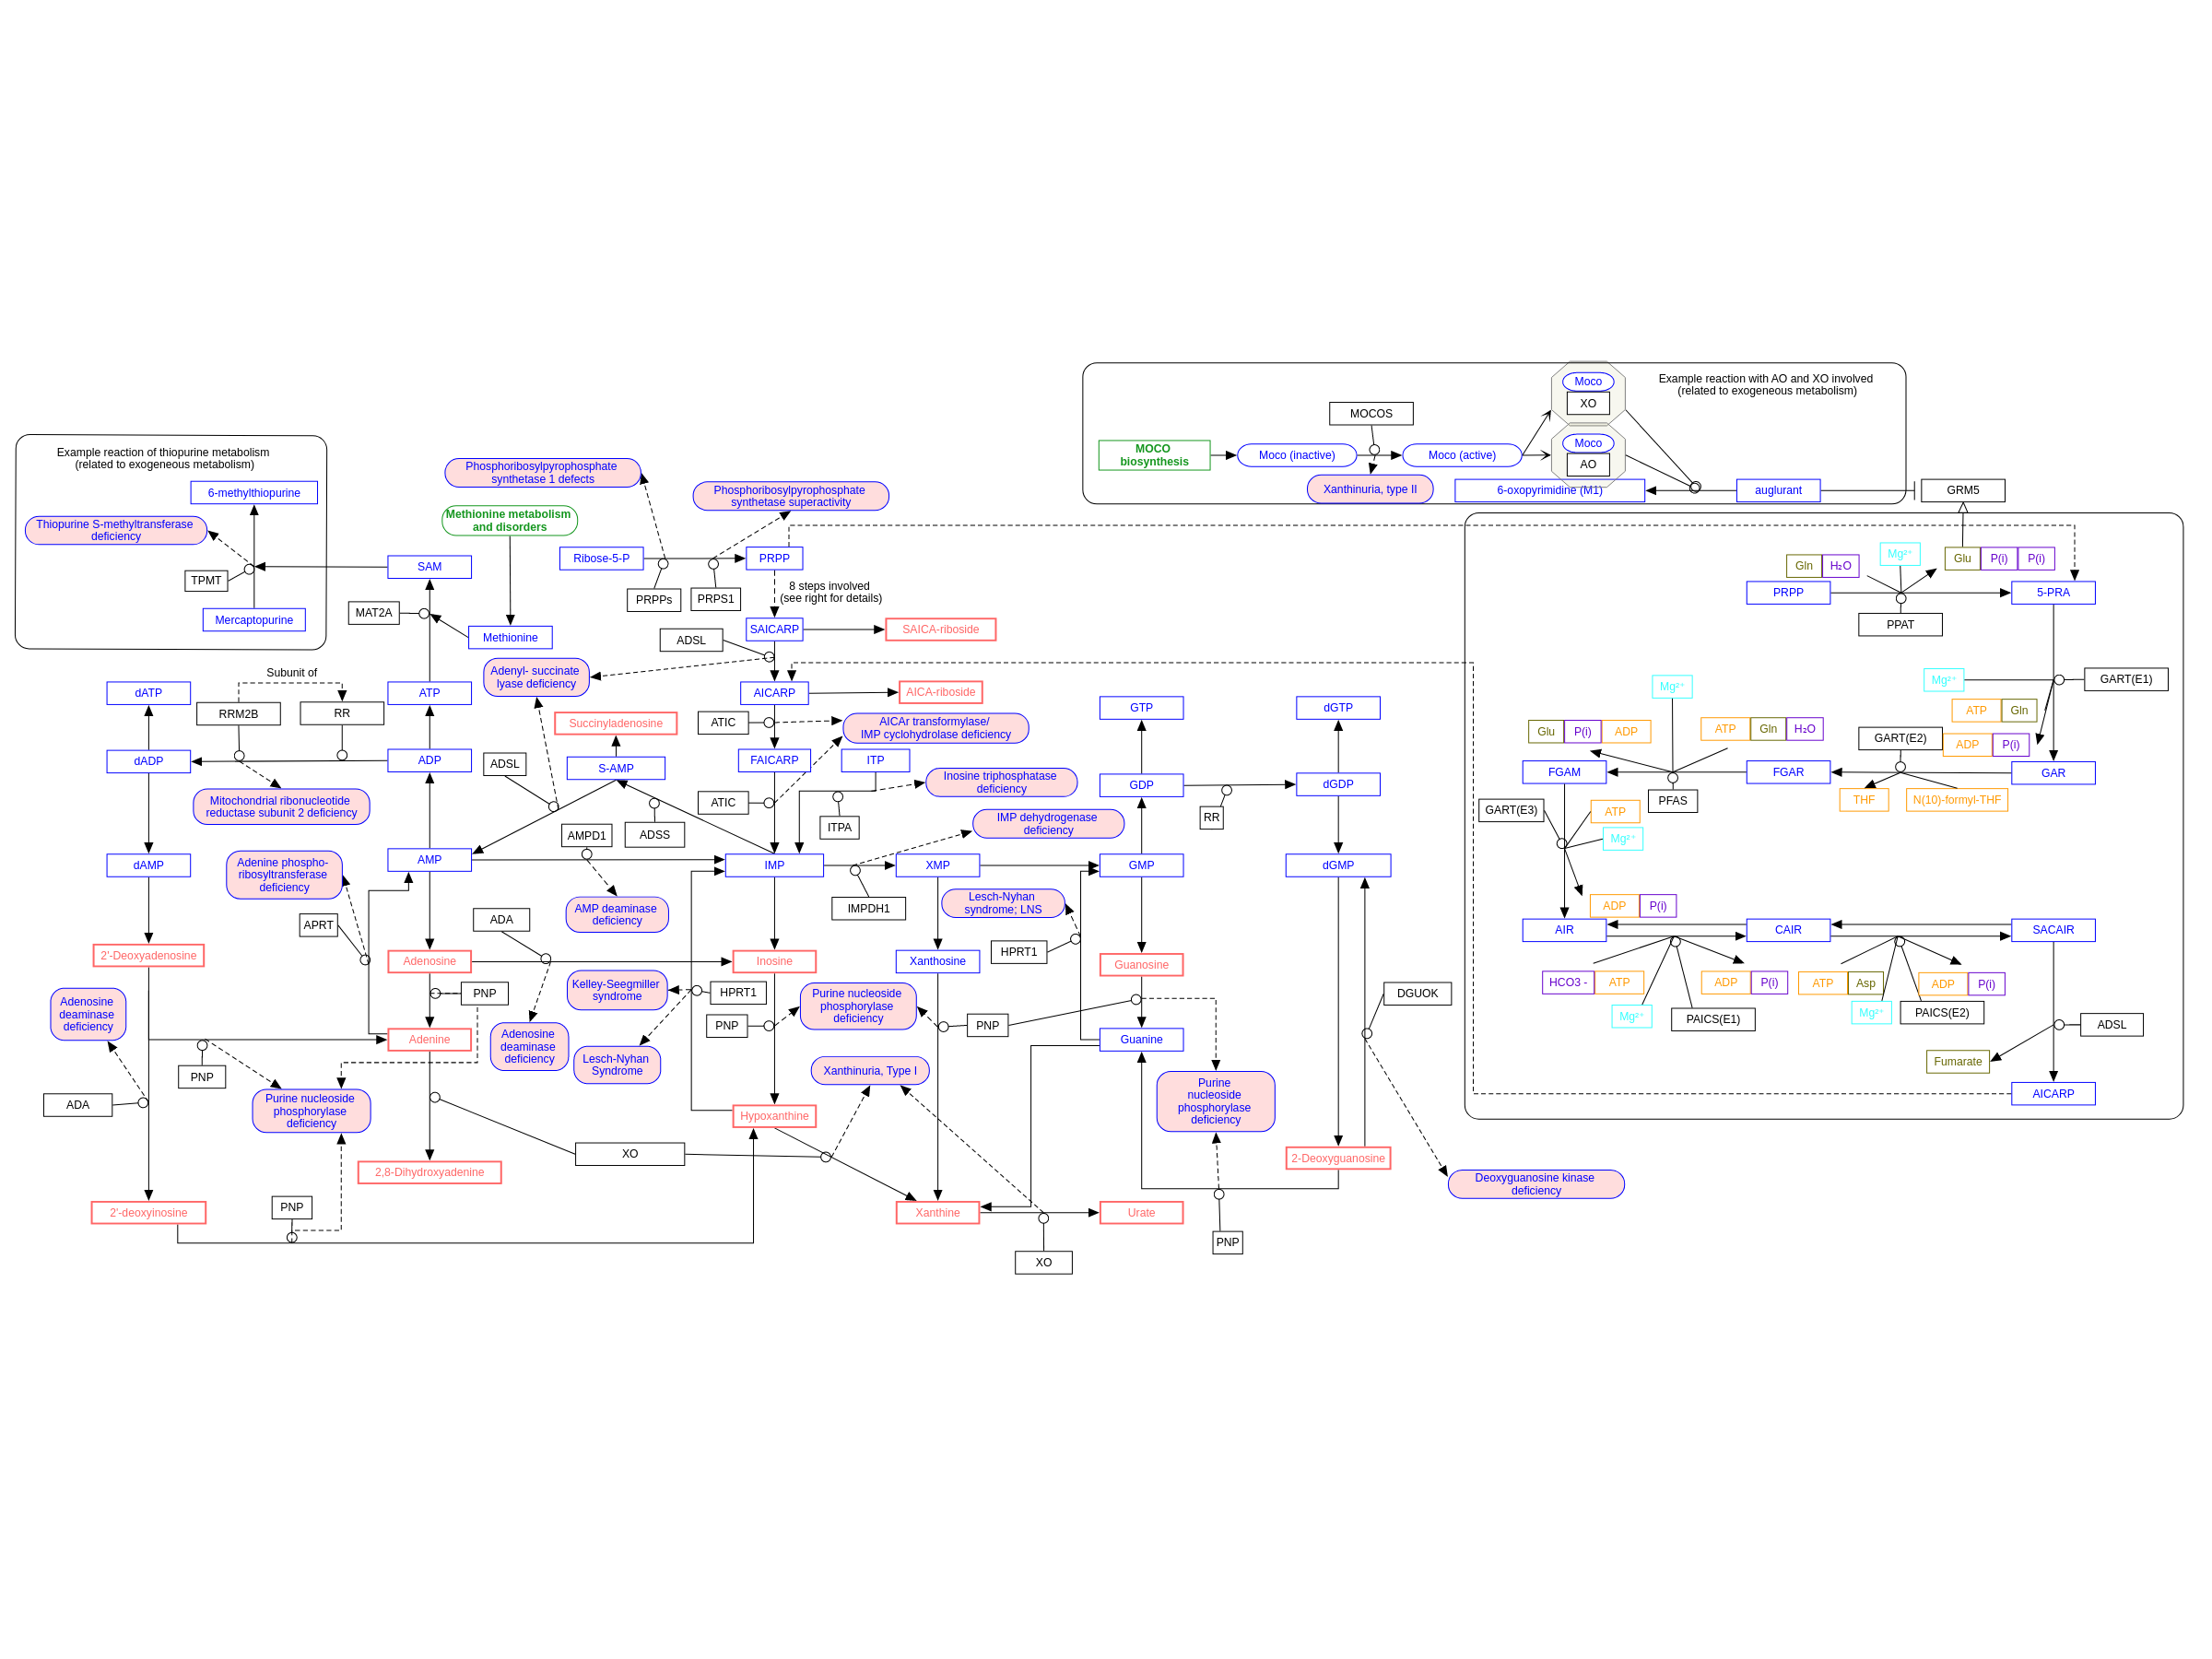 Example reaction with AO and XO involved
(related to exogeneous metabolism)
Moco
XO
MOCOS
Moco
AO
MOCO
biosynthesis
Moco (inactive)
Moco (active)
Xanthinuria, type II
6-oxopyrimidine (M1)
auglurant
GRM5
Example reaction of thiopurine metabolism
(related to exogeneous metabolism)
6-methylthiopurine
Thiopurine S-methyltransferase
deficiency
TPMT
Mercaptopurine
Phosphoribosylpyrophosphate
synthetase 1 defects
Phosphoribosylpyrophosphate
synthetase superactivity
Methionine metabolism
and disorders
Ribose-5-P
PRPP
SAM
PRPPs
PRPS1
8 steps involved
(see right for details)
MAT2A
Methionine
ADSL
SAICARP
SAICA-riboside
Adenyl- succinate
lyase deficiency
Subunit of
dATP
RRM2B
RR
ATP
AICARP
AICA-riboside
Succinyladenosine
ATIC
AICAr transformylase/
IMP cyclohydrolase deficiency
GTP
dGTP
dADP
ADP
ADSL
S-AMP
FAICARP
ITP
Inosine triphosphatase
deficiency
GDP
dGDP
Mitochondrial ribonucleotide
reductase subunit 2 deficiency
ATIC
ITPA
RR
AMPD1
ADSS
IMP dehydrogenase
deficiency
dAMP
Adenine phospho-
ribosyltransferase
deficiency
AMP
IMP
XMP
GMP
dGMP
APRT
ADA
AMP deaminase
deficiency
IMPDH1
Lesch-Nyhan
syndrome; LNS
HPRT1
2'-Deoxyadenosine
Adenosine
Inosine
Xanthosine
Guanosine
Adenosine
deaminase
deficiency
PNP
Kelley-Seegmiller
syndrome
HPRT1
PNP
Purine nucleoside
phosphorylase
deficiency
PNP
DGUOK
Adenine
Adenosine
deaminase
deficiency
Lesch-Nyhan
Syndrome
Guanine
PNP
Xanthinuria, Type I
ADA
Purine nucleoside
phosphorylase
deficiency
Hypoxanthine
Purine
nucleoside
phosphorylase
deficiency
XO
2,8-Dihydroxyadenine
2-Deoxyguanosine
Deoxyguanosine kinase
deficiency
PNP
2'-deoxyinosine
Xanthine
Urate
PNP
XO
Gln
H₂O
Mg²⁺
Glu
P(i)
P(i)
PRPP
5-PRA
PPAT
Mg²⁺
Mg²⁺
GART(E1)
ATP
Gln
Glu
P(i)
ADP
ATP
Gln
H₂O
GART(E2)
ADP
P(i)
FGAM
FGAR
GAR
GART(E3)
ATP
PFAS
THF
N(10)-formyl-THF
Mg²⁺
ADP
P(i)
AIR
CAIR
SACAIR
HCO3 -
ATP
ADP
P(i)
ATP
Asp
ADP
P(i)
Mg²⁺
PAICS(E1)
Mg²⁺
PAICS(E2)
ADSL
Fumarate
AICARP